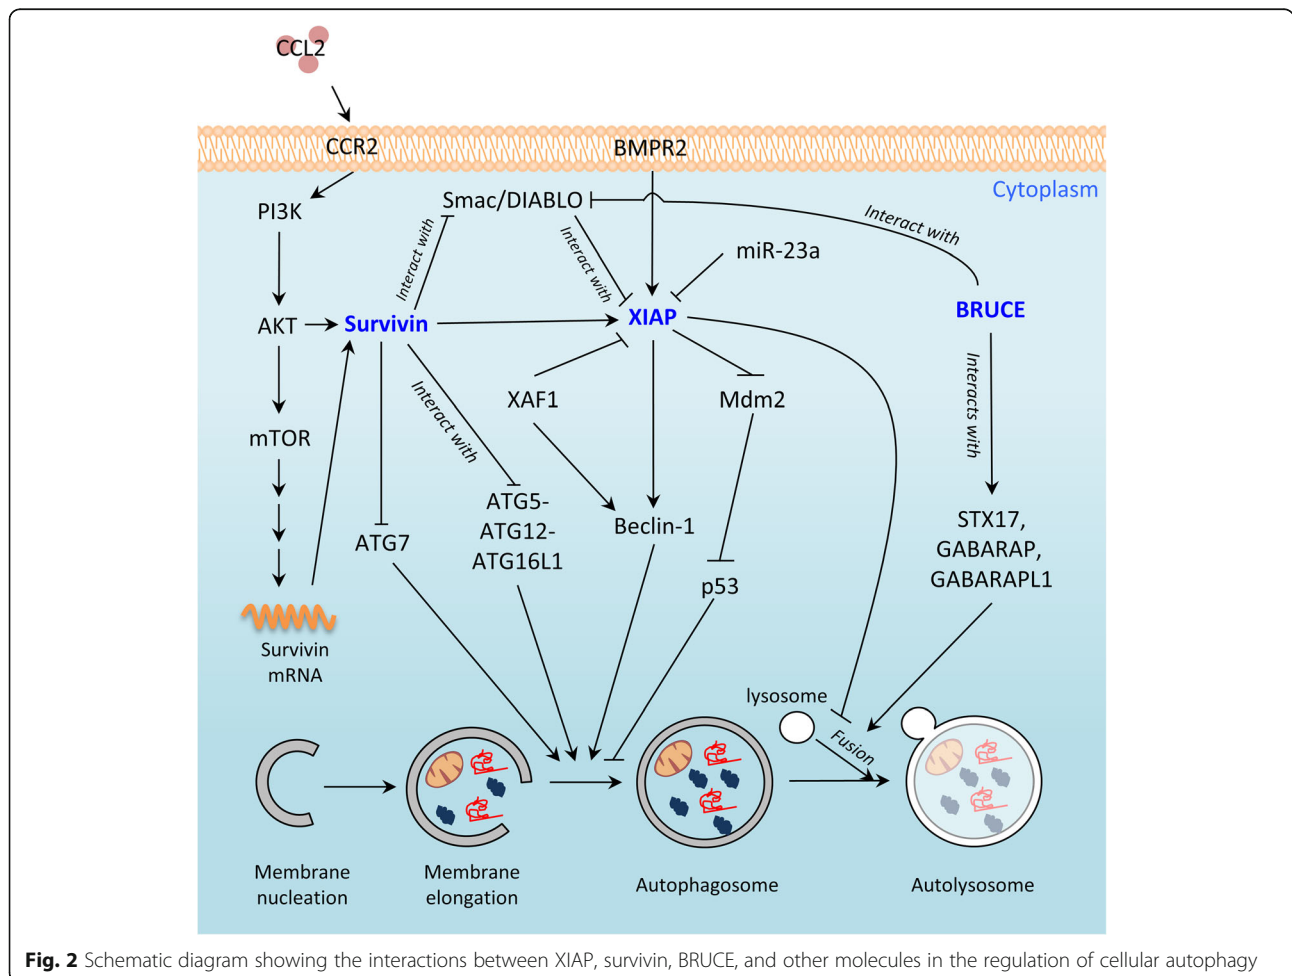 CCL2
CCR2
BMPR2
Cytoplasm
PI3K
Smac/DIABLO
Interact with
Interact with
Interact with
miR-23a
AKT
Survivin
XIAP
BRUCE
Interact with
Interacts with
XAF1
Mdm2
mTOR
ATG7
ATG5-
ATG12-
ATG16L1
Beclin-1
p53
STX17,
GABARAP,
GABARAPL1
Survivin
mRNA
lysosome
Fusion
Membrane
nucleation
Membrane
elongation
Autophagosome
Autolysosome
Fig. 2 Schematic diagram showing the interactions between XIAP, survivin, BRUCE, and other molecules in the regulation of cellular autophagy